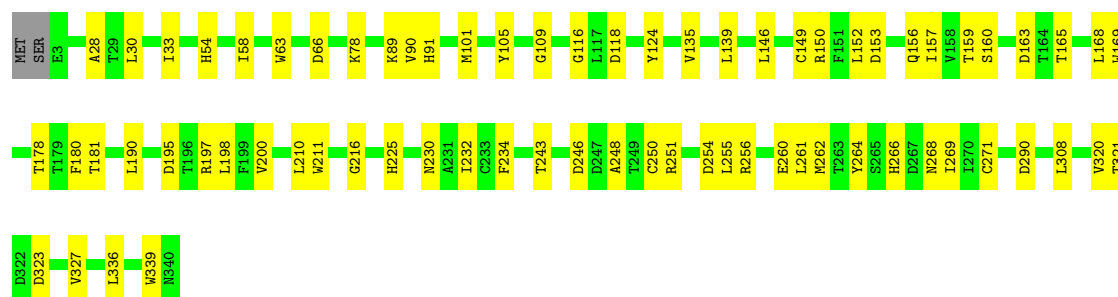 MET SER E3 A28 T29 L30 I33 H54 I58 W63 D66 K78 K89 V90 H91 M101 Y105 G109 G116 L117 D118 Y124 V135 L139 L146 C149 R150 F151 L152 D153 Q156 I157 V158 T159 S160 D163 T164 T165 L168 W169
T178 T179 F180 T181 L190 D195 T196 R197 L198 F199 V200 L210 W211 G216 H225 N230 A231 I232 C233 F234 T243 D246 D247 A248 T249 C250 R251 D254 L255 R256 E260 L261 M262 T263 Y264 S265 H266 D267 N268 I269 I270 C271 D290 L308 V320 T321
D322 D323 V327 L336 W339 N340